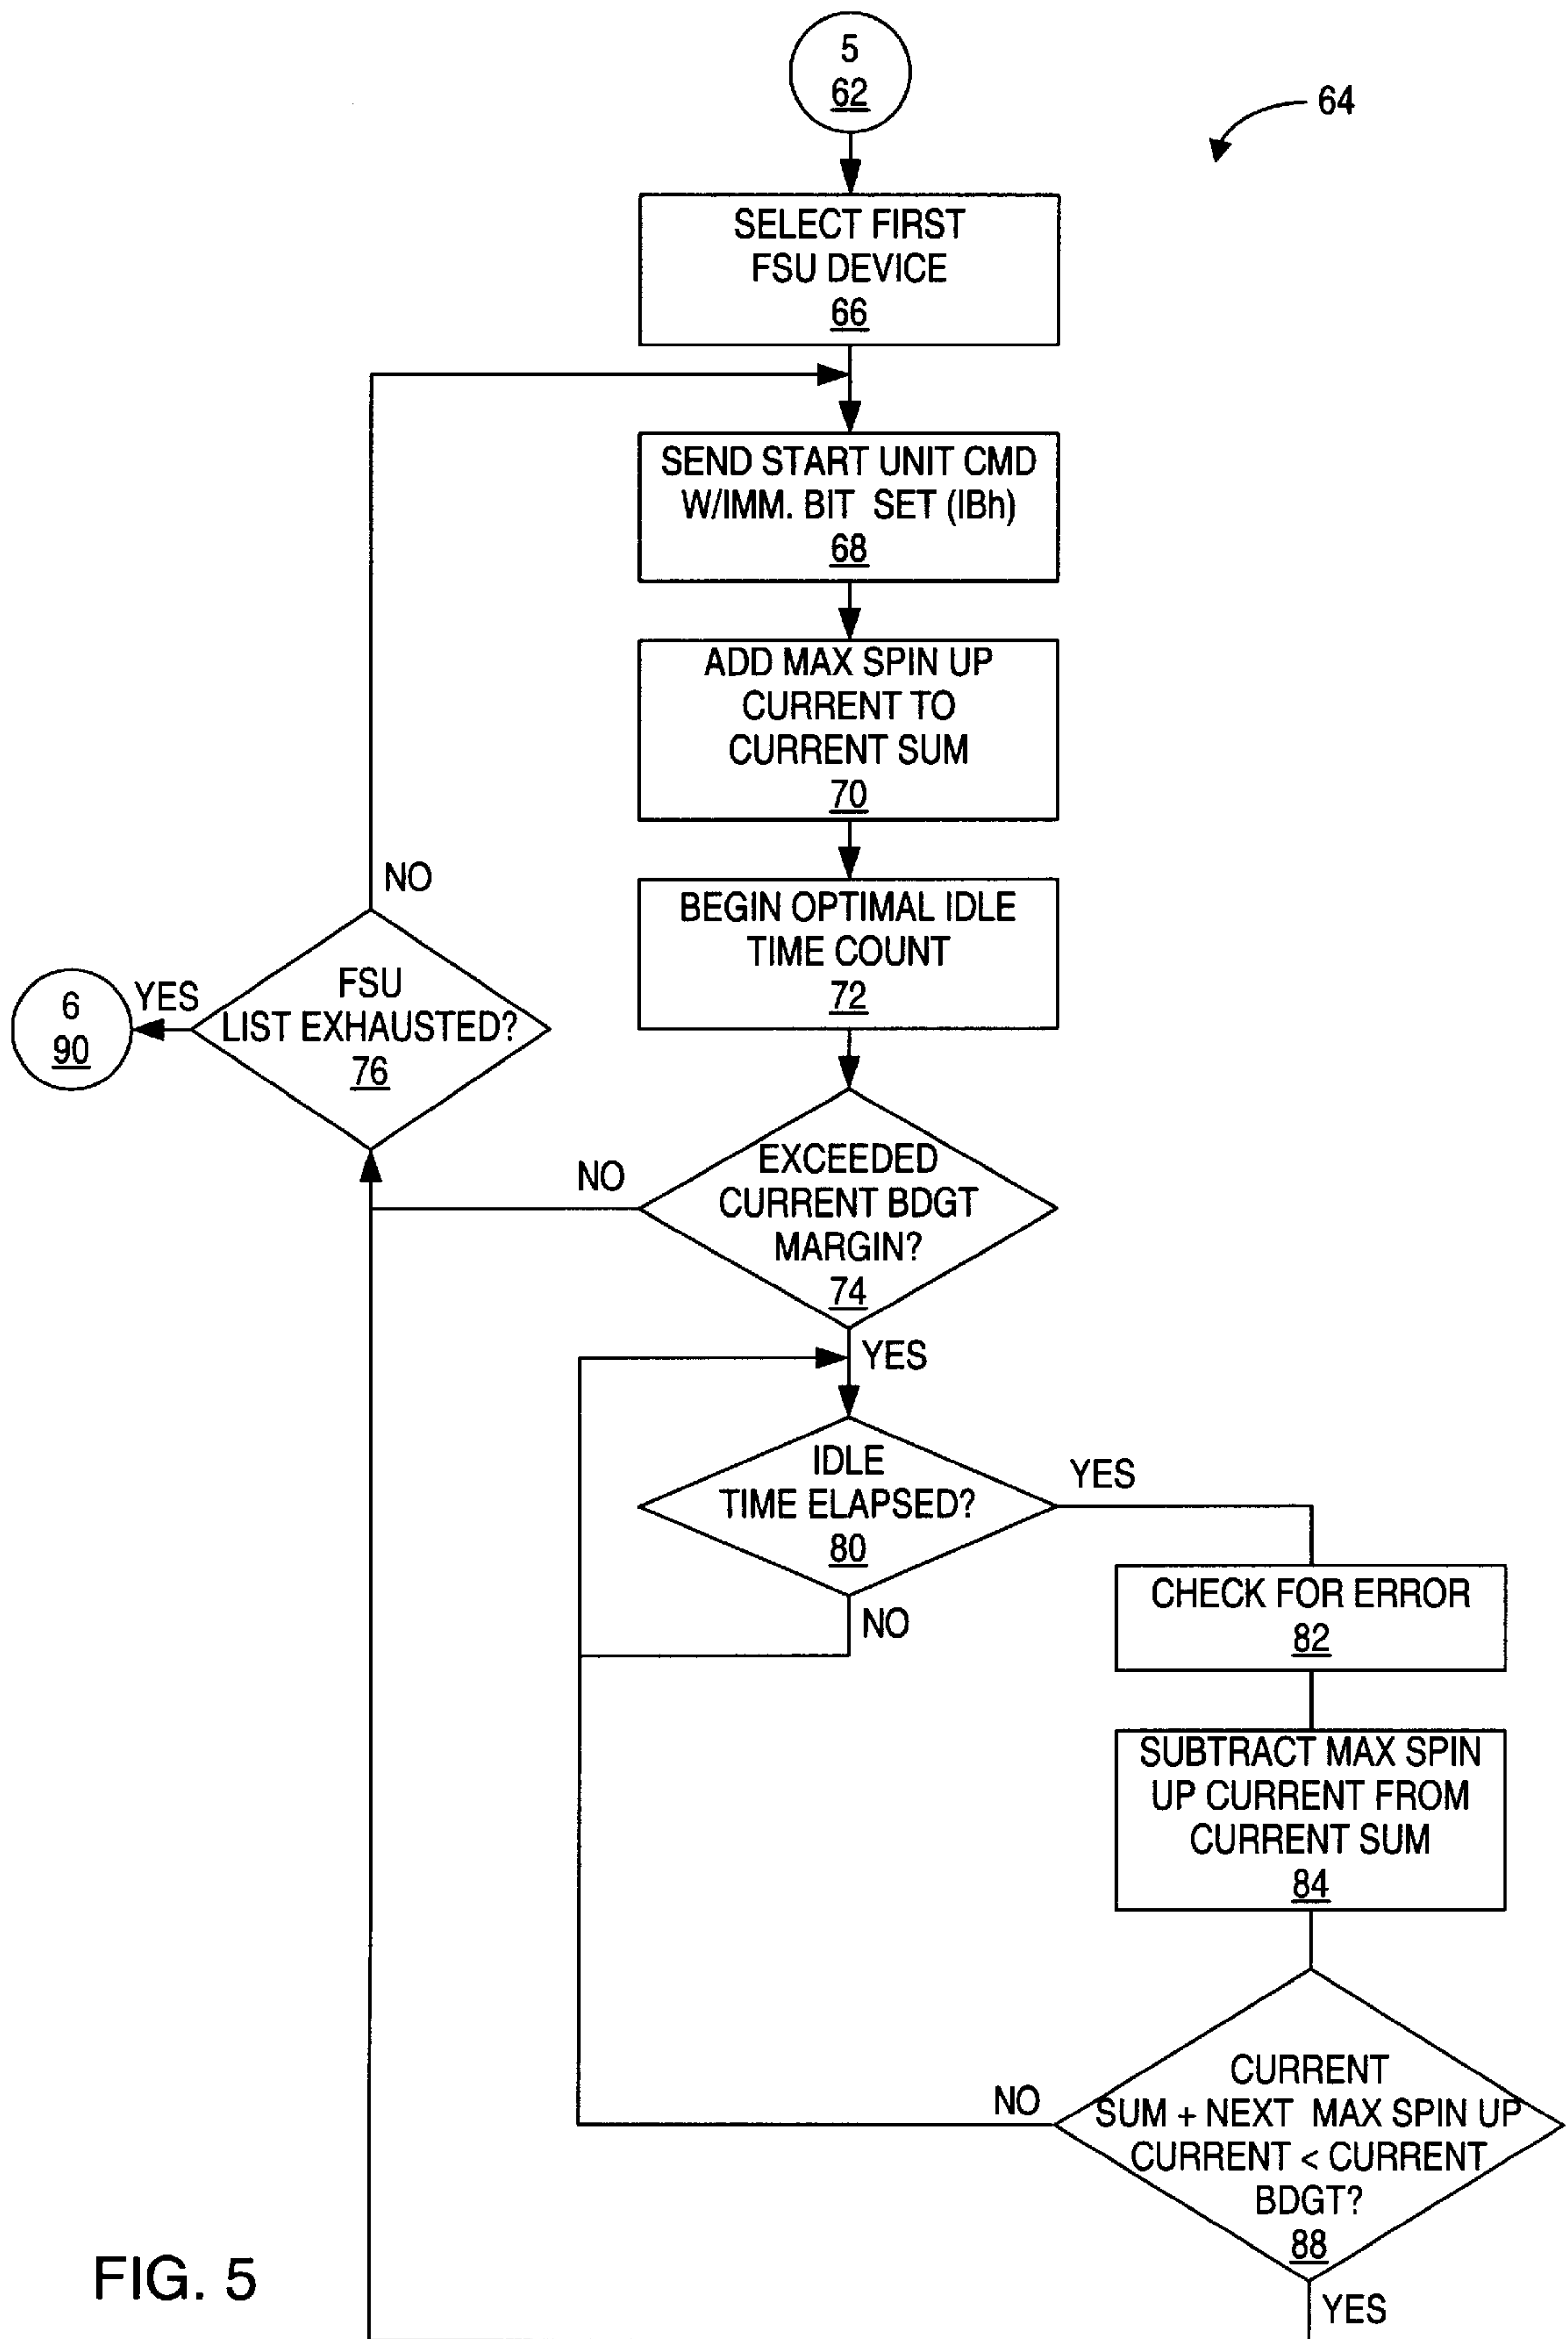 5
62
64
SELECT FIRST
FSU DEVICE
66
SEND START UNIT CMD
W/IMM. BIT SET (IBh)
68
ADD MAX SPIN UP
CURRENT TO
CURRENT SUM
70
NO
BEGIN OPTIMAL IDLE
TIME COUNT
72
6
90
YES
FSU
LIST EXHAUSTED?
76
NO
EXCEEDED
CURRENT BDGT
MARGIN?
74
YES
IDLE
TIME ELAPSED?
80
YES
NO
CHECK FOR ERROR
82
SUBTRACT MAX SPIN
UP CURRENT FROM
CURRENT SUM
84
NO
CURRENT
SUM + NEXT MAX SPIN UP
CURRENT < CURRENT
BDGT?
88
YES
FIG. 5